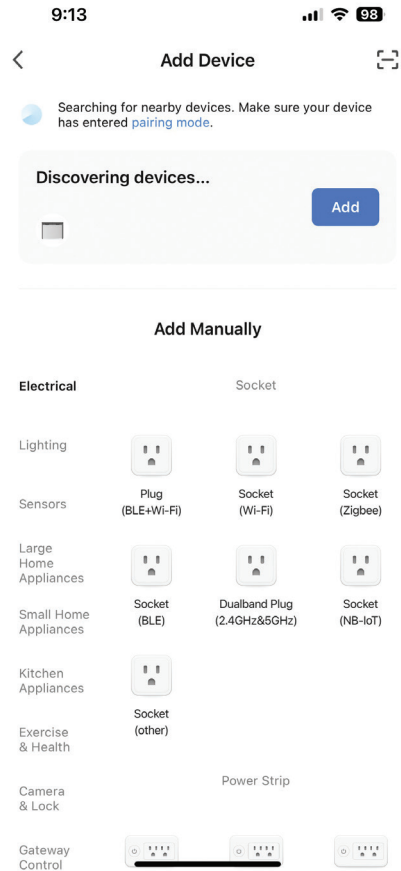 9:13
98
Add Device
Searching for nearby devices. Make sure your device
has entered pairing mode.
Discovering devices...
Add
Add Manually
Electrical
Socket
Lighting
Sensors
Large
Home
Appliances
Small Home
Appliances
Kitchen
Appliances
Exercise
& Health
Camera
& Lock
Gateway
Control
Plug
(BLE+Wi-Fi)
Socket
(Wi-Fi)
Socket
(Zigbee)
Socket
(BLE)
Dualband Plug
(2.4GHz&5GHz)
Socket
(NB-IoT)
Socket
(other)
Power Strip